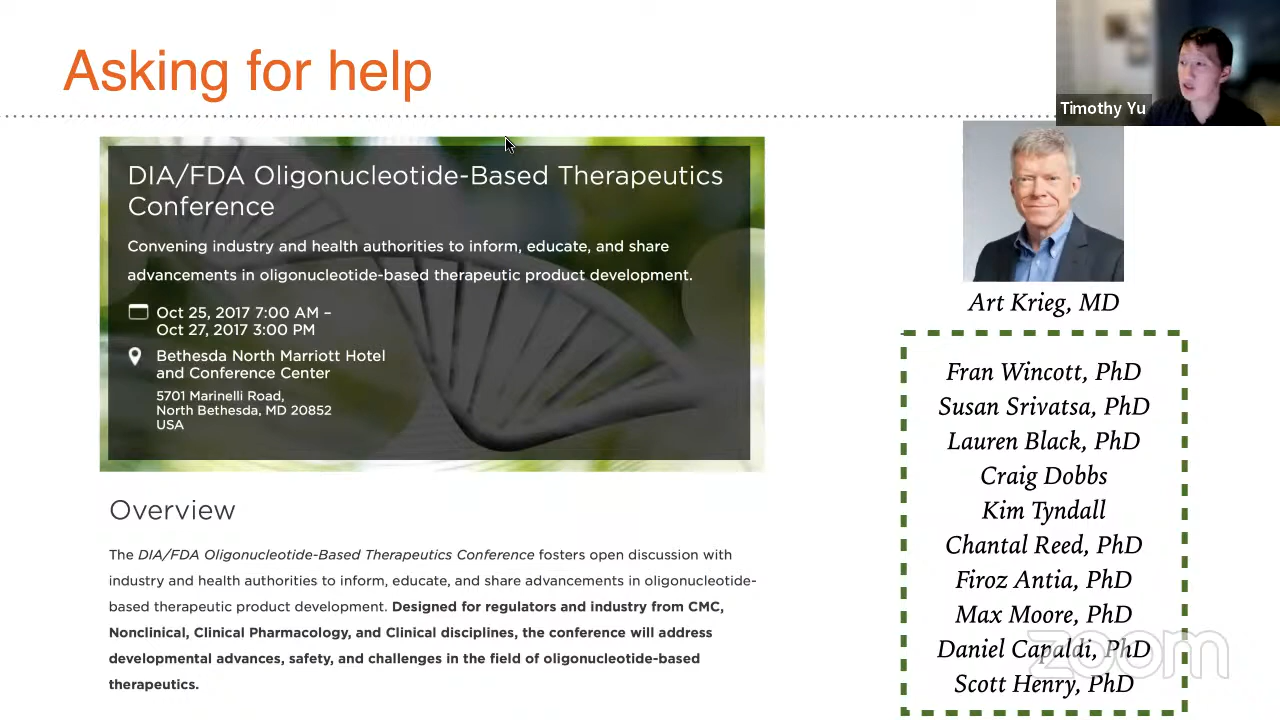 Asking for help
Timothy Yu
DIA/FDA Oligonucleotide-Based Therapeutics
Conference
Convening industry and health authorities to inform, educate, and share
advancements in oligonucleotide-based therapeutic product development.
Oct 25, 2017 7:00 AM –
Oct 27, 2017 3:00 PM
Bethesda North Marriott Hotel
and Conference Center
5701 Marinelli Road,
North Bethesda, MD 20852
USA
Overview
The DIA/FDA Oligonucleotide-Based Therapeutics Conference fosters open discussion with
industry and health authorities to inform, educate, and share advancements in oligonucleotide-
based therapeutic product development. Designed for regulators and industry from CMC,
Nonclinical, Clinical Pharmacology, and Clinical disciplines, the conference will address
developmental advances, safety, and challenges in the field of oligonucleotide-based
therapeutics.
Art Krieg, MD
Fran Wincott, PhD
Susan Srivatsa, PhD
Lauren Black, PhD
Craig Dobbs
Kim Tyndall
Chantal Reed, PhD
Firoz Antia, PhD
Max Moore, PhD
Daniel Capaldi, PhD
Scott Henry, PhD
zoom